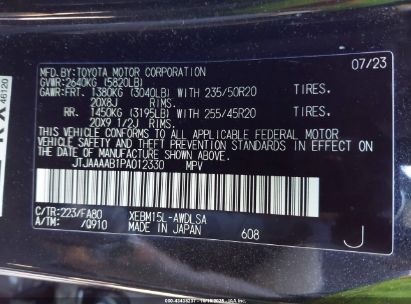 MFD. BY: TOYOTA MOTOR CORPORATION 07/23
GVWR:2640KG (5820LB)
GAWR:FRT. 1380KG (3040LB) WITH 235/50R20 TIRES.
20X8J RIMS.
RR. 1450KG (3195LB) WITH 255/45R20 TIRES.
20X9 1/2J RIMS.
THIS VEHICLE CONFORMS TO ALL APPLICABLE FEDERAL MOTOR
VEHICLE SAFETY AND THEFT PREVENTION STANDARDS IN EFFECT
ON THE DATE OF MANUFACTURE SHOWN ABOVE.
JTJAAAAB1PA012330 MPV
C/TR:223/FA80 XEBM15L-AWDLSA
A/TM: /Q910 MADE IN JAPAN 608 J
46120